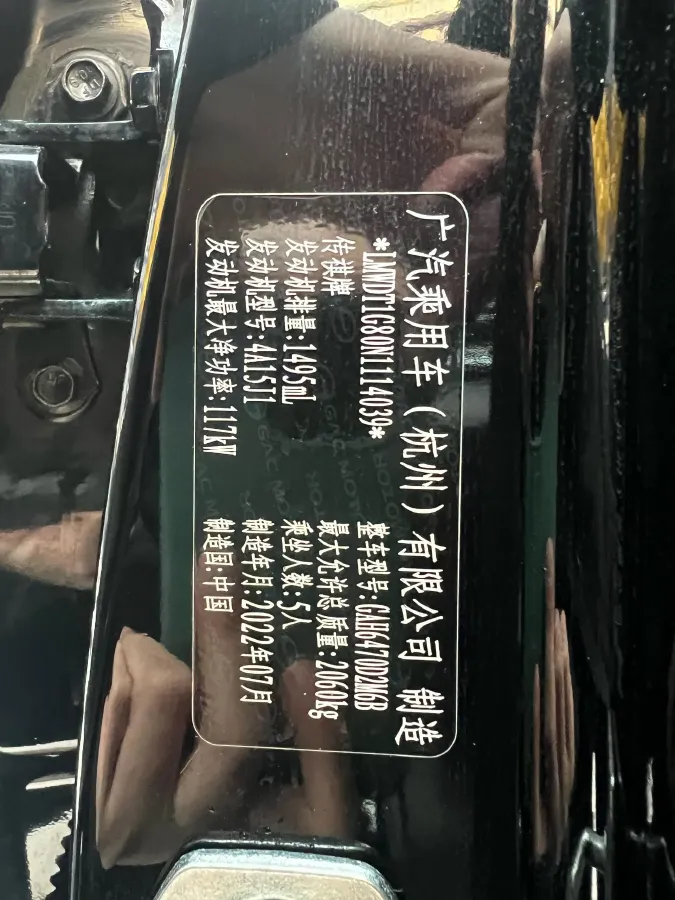 广汽乘用车（杭州）有限公司 制造
*LMWDT1G80N1114039* 整车型号:GAH6470D2M6B
传祺牌 最大允许总质量:2060kg
发动机排量:1495mL 乘坐人数:5人
发动机型号:4A15J1 制造年月:2022年07月
发动机最大净功率:117kW 制造国:中国